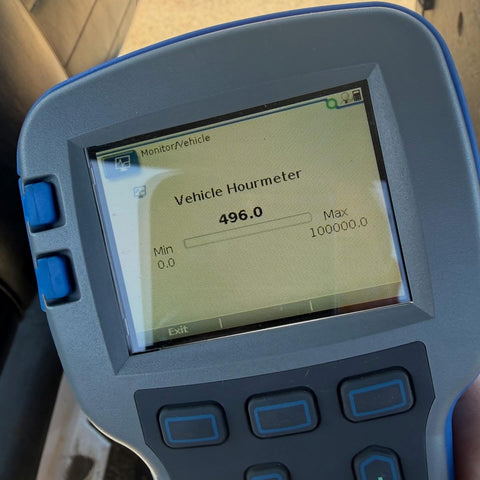 Monitor/Vehicle
Vehicle Hourmeter
496.0
Min
0.0
Max
100000.0
Exit